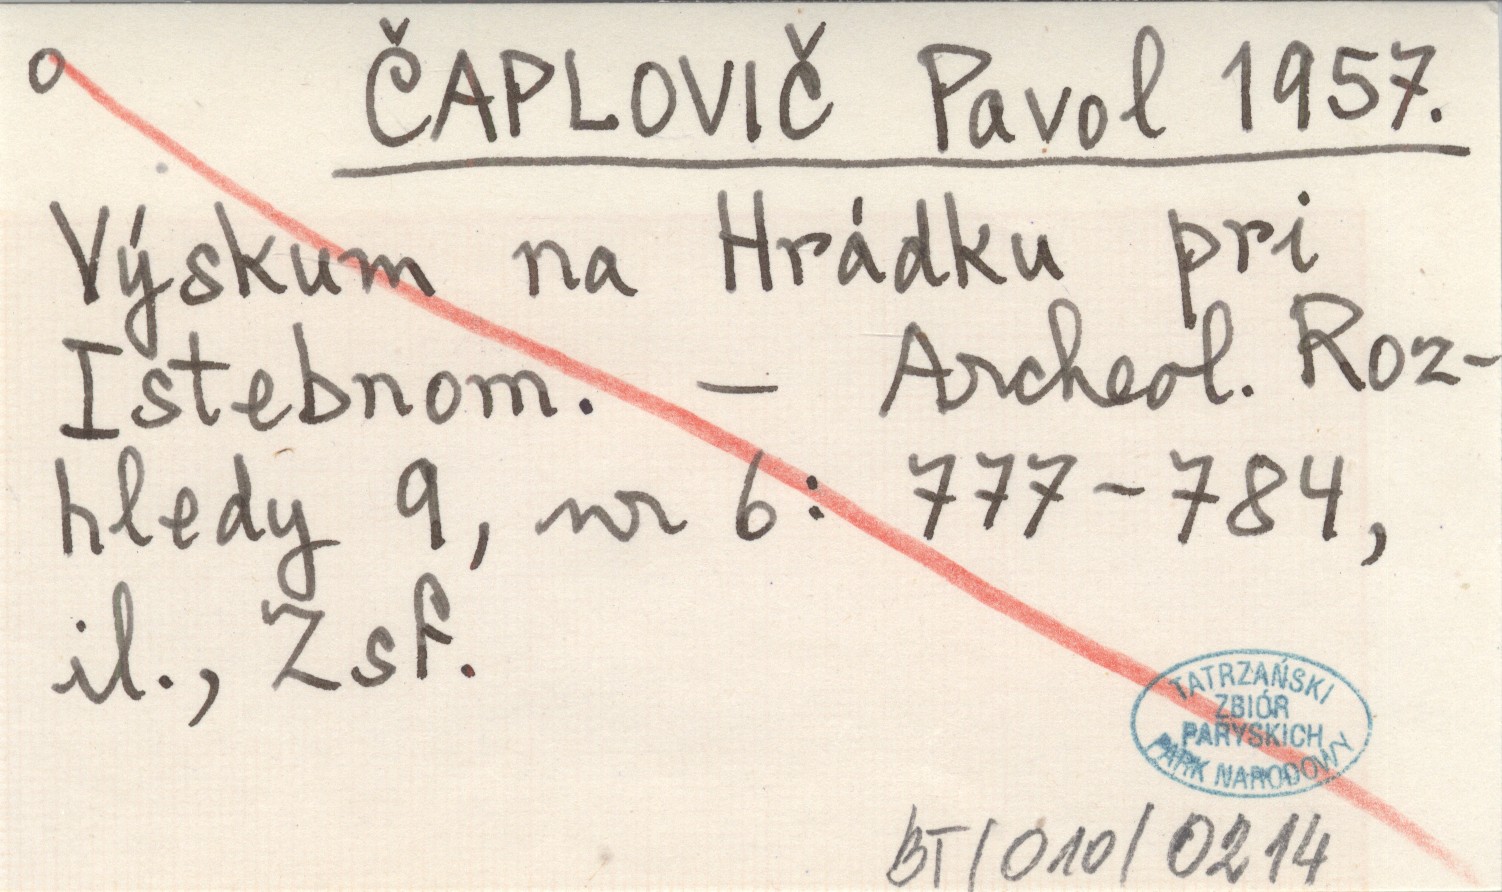 o ČAPLOVIČ Pavol 1957.
Výskum na Hrádku pri
Istebnom. – Archeol. Roz-
hledy 9, nr 6: 777–784,
il., Zsf.
TATRZAŃSKI
ZBIÓR
PARYSKICH
PARK NARODOWY
BT/010/0214